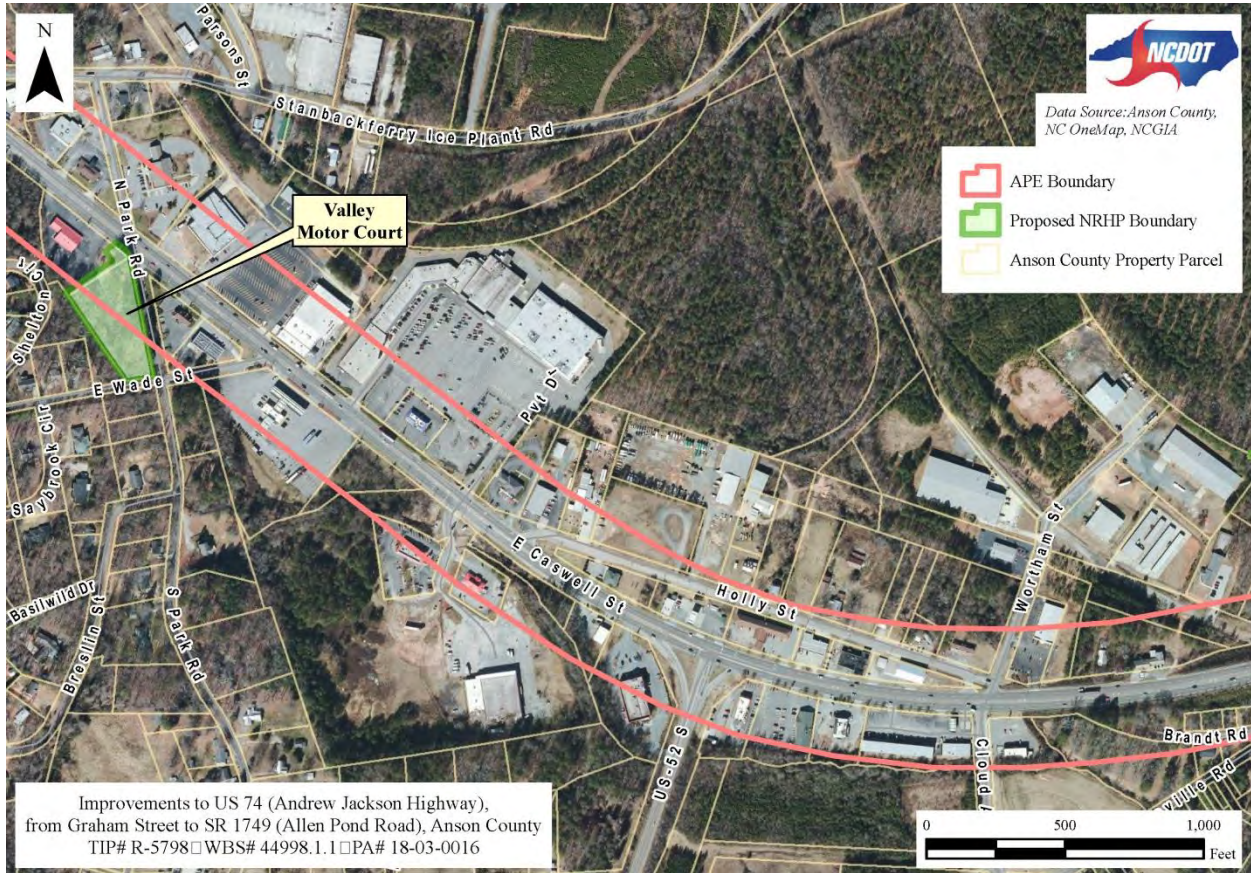 N
NCDOT
Data Source:Anson County,
NC OneMap, NCGIA
APE Boundary
Proposed NRHP Boundary
Anson County Property Parcel
Parsons St
Stanbackferry Ice Plant Rd
N Park Rd
Valley
Motor Court
Shelton Cir
E Wade St
Saybrook Cir
Pvt Dr
Basilwild Dr
Breslin St
S Park Rd
E Caswell St
Holly St
Wortham St
US-52 S
Brandt Rd
ville Rd
Improvements to US 74 (Andrew Jackson Highway),
from Graham Street to SR 1749 (Allen Pond Road), Anson County
TIP# R-5798□WBS# 44998.1.1□PA# 18-03-0016
0 500 1,000
Feet